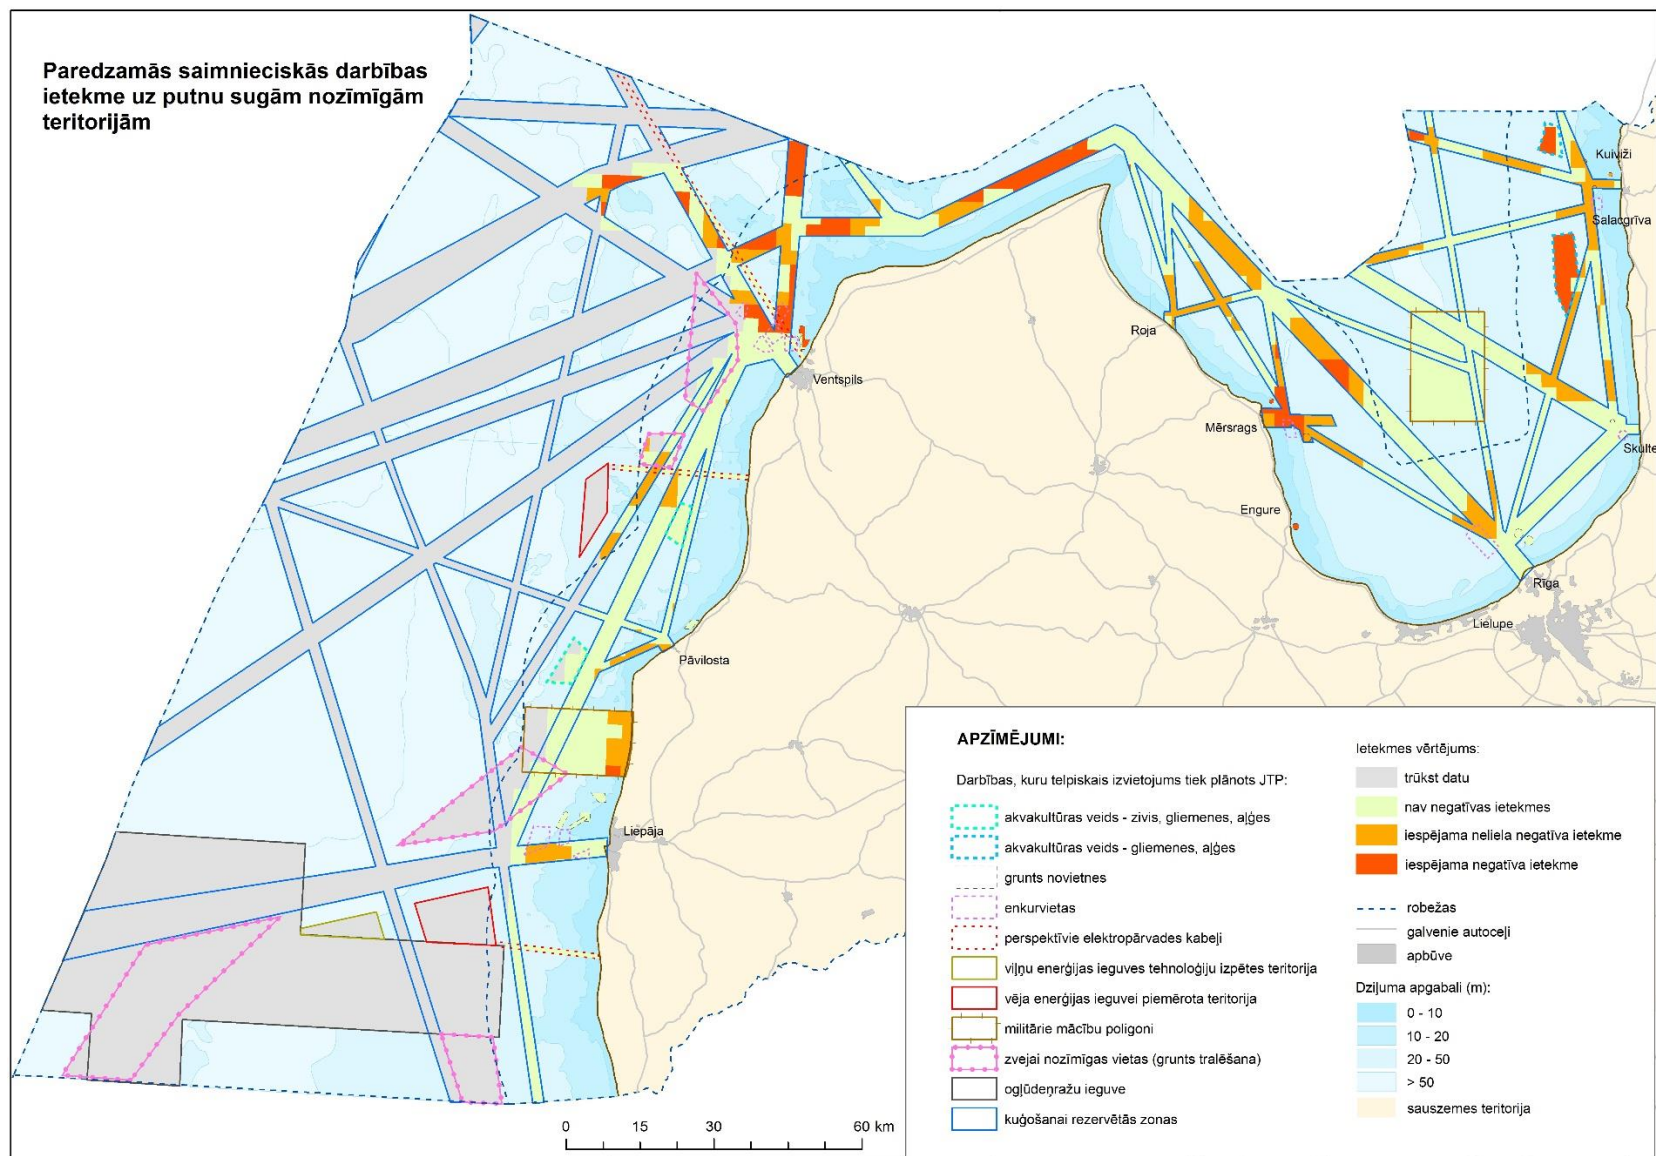 Paredzamās saimnieciskās darbības
ietekme uz putnu sugām nozīmīgām
teritorijām
Kuiviži
Salacgrīva
Roja
Ventspils
Mērsrags
Skulte
Engure
Rīga
Lielupe
Pāvilosta
Liepāja
0 15 30 60 km
APZĪMĒJUMI:
Darbības, kuru telpiskais izvietojums tiek plānots JTP:
akvakultūras veids - zivis, gliemenes, aļģes
akvakultūras veids - gliemenes, aļģes
grunts novietnes
enkurvietas
perspektīvie elektropārvades kabeļi
viļņu enerģijas ieguves tehnoloģiju izpētes teritorija
vēja enerģijas ieguvei piemērota teritorija
militārie mācību poligoni
zvejai nozīmīgas vietas (grunts tralēšana)
ogļūdeņražu ieguve
kuģošanai rezervētās zonas
Ietekmes vērtējums:
trūkst datu
nav negatīvas ietekmes
iespējama neliela negatīva ietekme
iespējama negatīva ietekme
robežas
galvenie autoceļi
apbūve
Dziļuma apgabali (m):
0 - 10
10 - 20
20 - 50
> 50
sauszemes teritorija